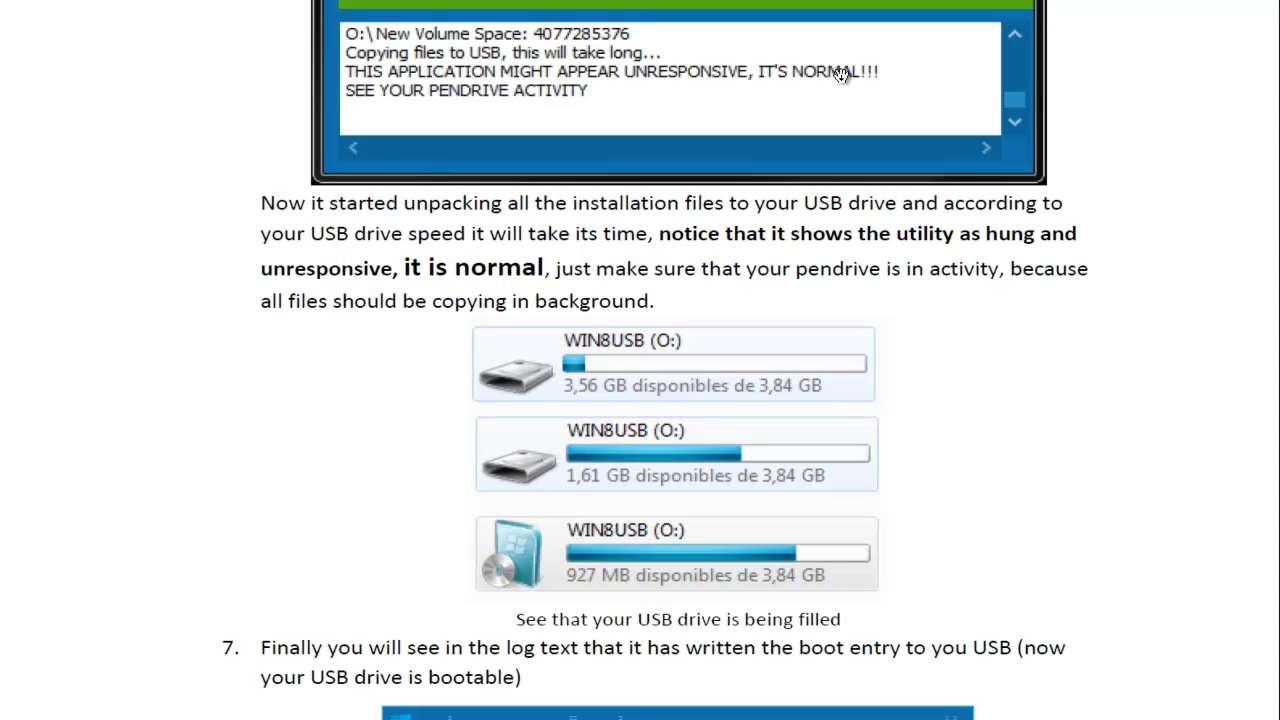 O:\New Volume Space: 4077285376
Copying files to USB, this will take long...
THIS APPLICATION MIGHT APPEAR UNRESPONSIVE, IT'S NORMAL!!!
SEE YOUR PENDRIVE ACTIVITY
Now it started unpacking all the installation files to your USB drive and according to
your USB drive speed it will take its time, notice that it shows the utility as hung and
unresponsive, it is normal, just make sure that your pendrive is in activity, because
all files should be copying in background.
WIN8USB (O:)
3,56 GB disponibles de 3,84 GB
WIN8USB (O:)
1,61 GB disponibles de 3,84 GB
WIN8USB (O:)
927 MB disponibles de 3,84 GB
See that your USB drive is being filled
7. Finally you will see in the log text that it has written the boot entry to you USB (now
your USB drive is bootable)